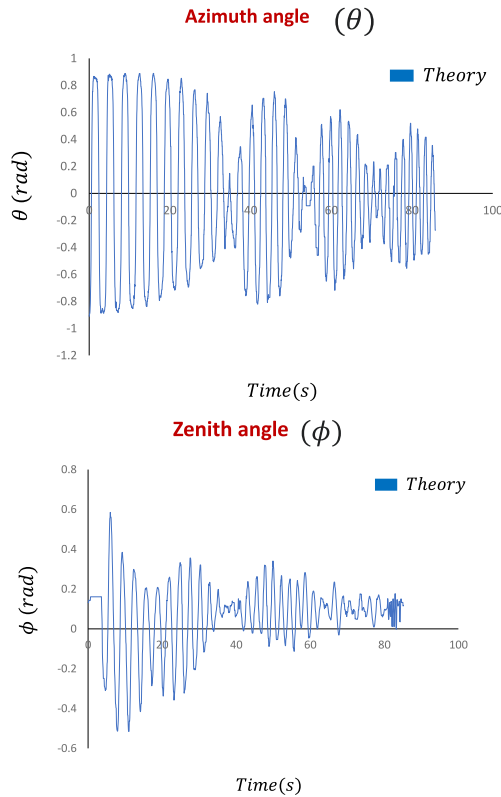 Azimuth angle (θ)
Theory
1
0.8
0.6
0.4
0.2
0
-0.2
-0.4
-0.6
-0.8
-1
-1.2
θ (rad)
0 20 40 60 80 100
Time(s)
Zenith angle (ϕ)
Theory
0.8
0.6
0.4
0.2
0
-0.2
-0.4
-0.6
ϕ (rad)
0 20 40 60 80 100
Time(s)